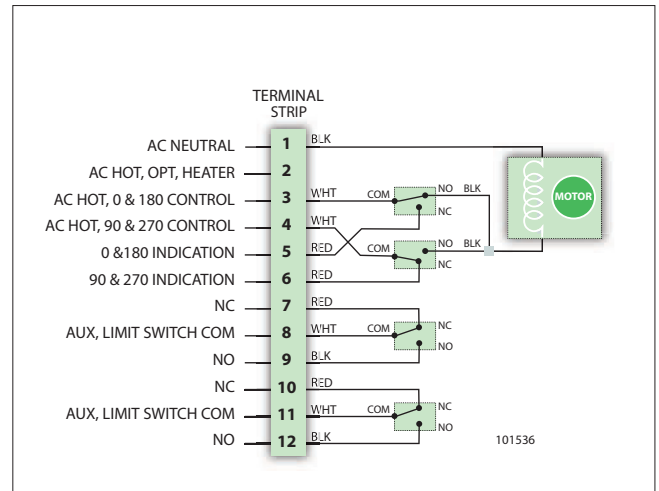 TERMINAL
STRIP
AC NEUTRAL 1 BLK
AC HOT, OPT, HEATER 2
AC HOT, 0 & 180 CONTROL 3 WHT COM NO BLK
NC
AC HOT, 90 & 270 CONTROL 4 WHT
0 &180 INDICATION 5 RED COM NO BLK
NC
90 & 270 INDICATION 6 RED
MOTOR
NC 7 RED
AUX, LIMIT SWITCH COM 8 WHT COM NC
NO
NO 9 BLK
NC 10 RED
AUX, LIMIT SWITCH COM 11 WHT COM NC
NO
NO 12 BLK
101536